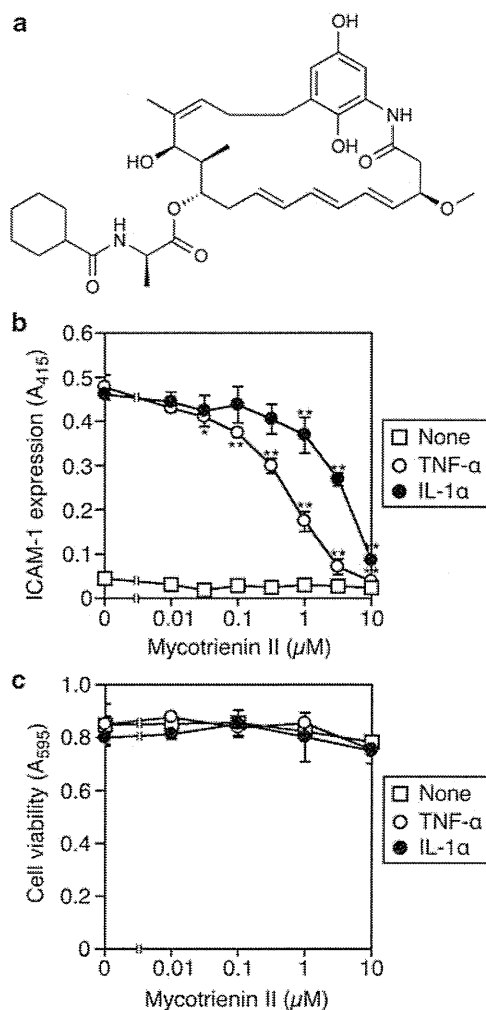 a
OH
NH
OH
O
HO
O
O
H
N
O
O
b
0.6
0.5
0.4
0.3
0.2
0.1
0
ICAM-1 expression (A415)
**
**
*
**
**
**
**
**
**
0 0.01 0.1 1 10
Mycotrienin II (µM)
None
TNF-α
IL-1α
c
1.0
0.8
0.6
0.4
0.2
0
Cell viability (A595)
0 0.01 0.1 1 10
Mycotrienin II (µM)
None
TNF-α
IL-1α